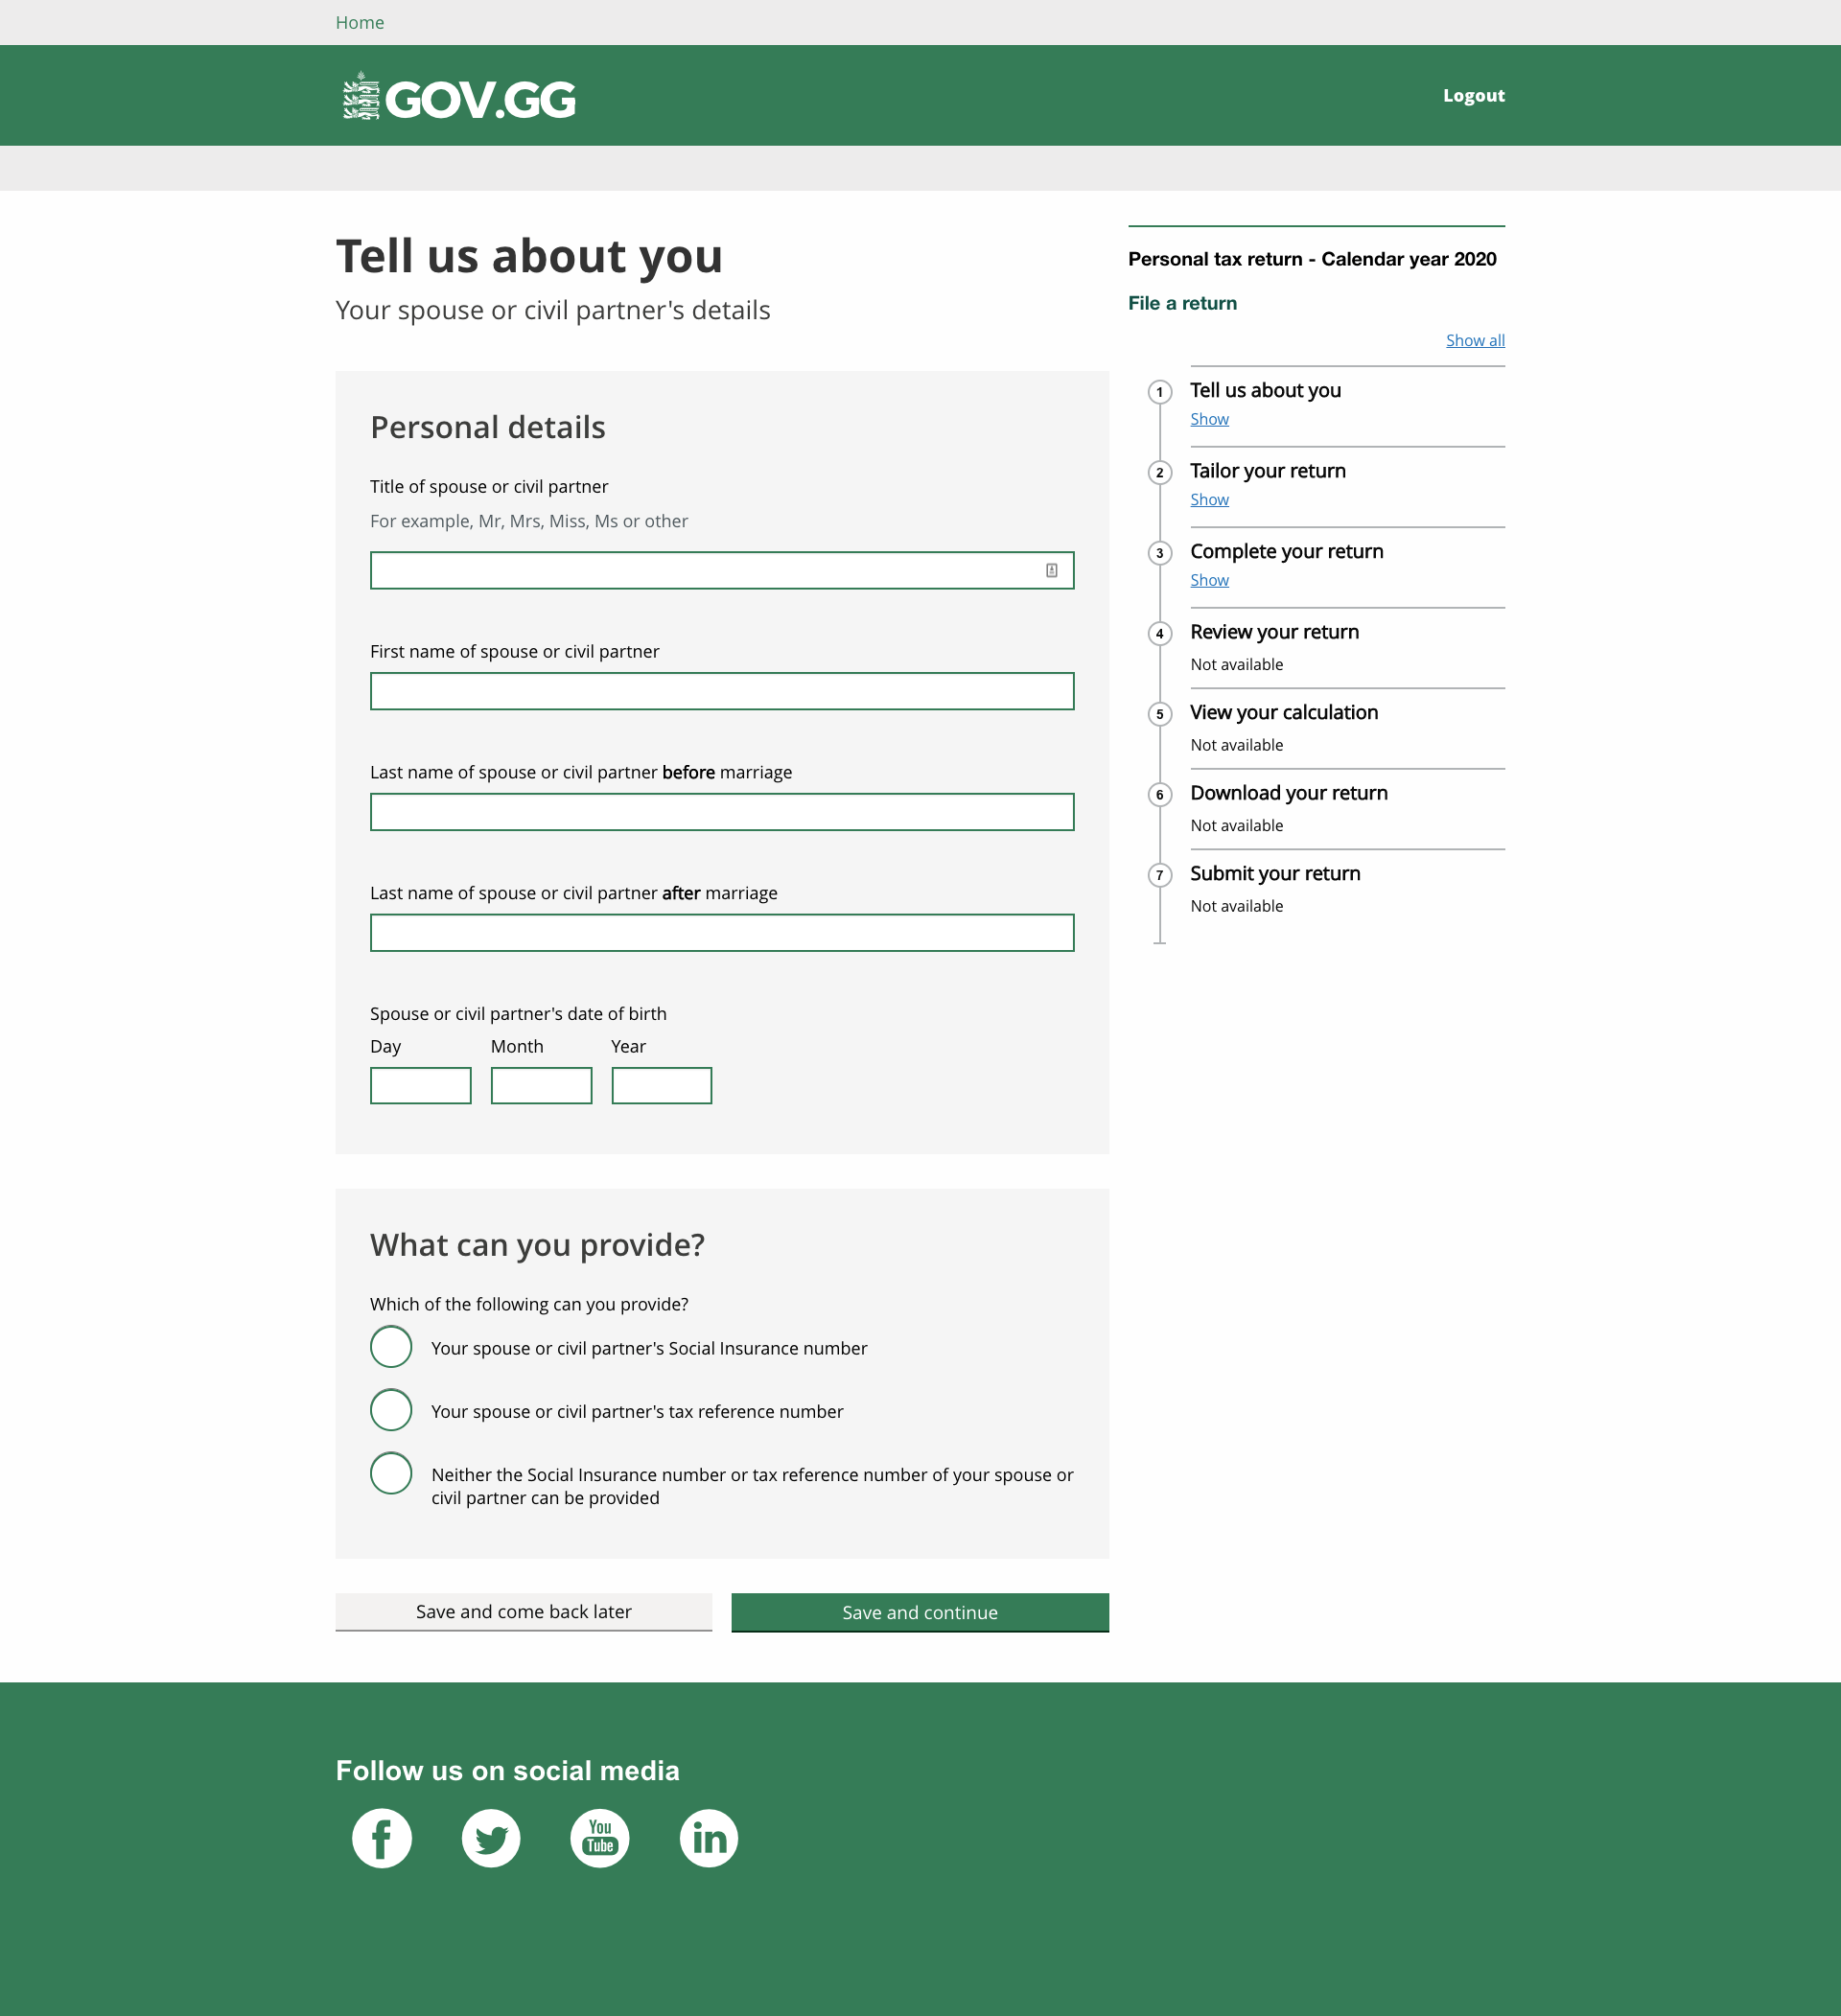 Home
GOV.GG
Logout
Tell us about you
Your spouse or civil partner's details
Personal details
Title of spouse or civil partner
For example, Mr, Mrs, Miss, Ms or other
First name of spouse or civil partner
Last name of spouse or civil partner before marriage
Last name of spouse or civil partner after marriage
Spouse or civil partner's date of birth
Day Month Year
What can you provide?
Which of the following can you provide?
Your spouse or civil partner's Social Insurance number
Your spouse or civil partner's tax reference number
Neither the Social Insurance number or tax reference number of your spouse or
civil partner can be provided
Save and come back later
Save and continue
Personal tax return - Calendar year 2020
File a return
Show all
1 Tell us about you
Show
2 Tailor your return
Show
3 Complete your return
Show
4 Review your return
Not available
5 View your calculation
Not available
6 Download your return
Not available
7 Submit your return
Not available
Follow us on social media
f
You
Tube
in